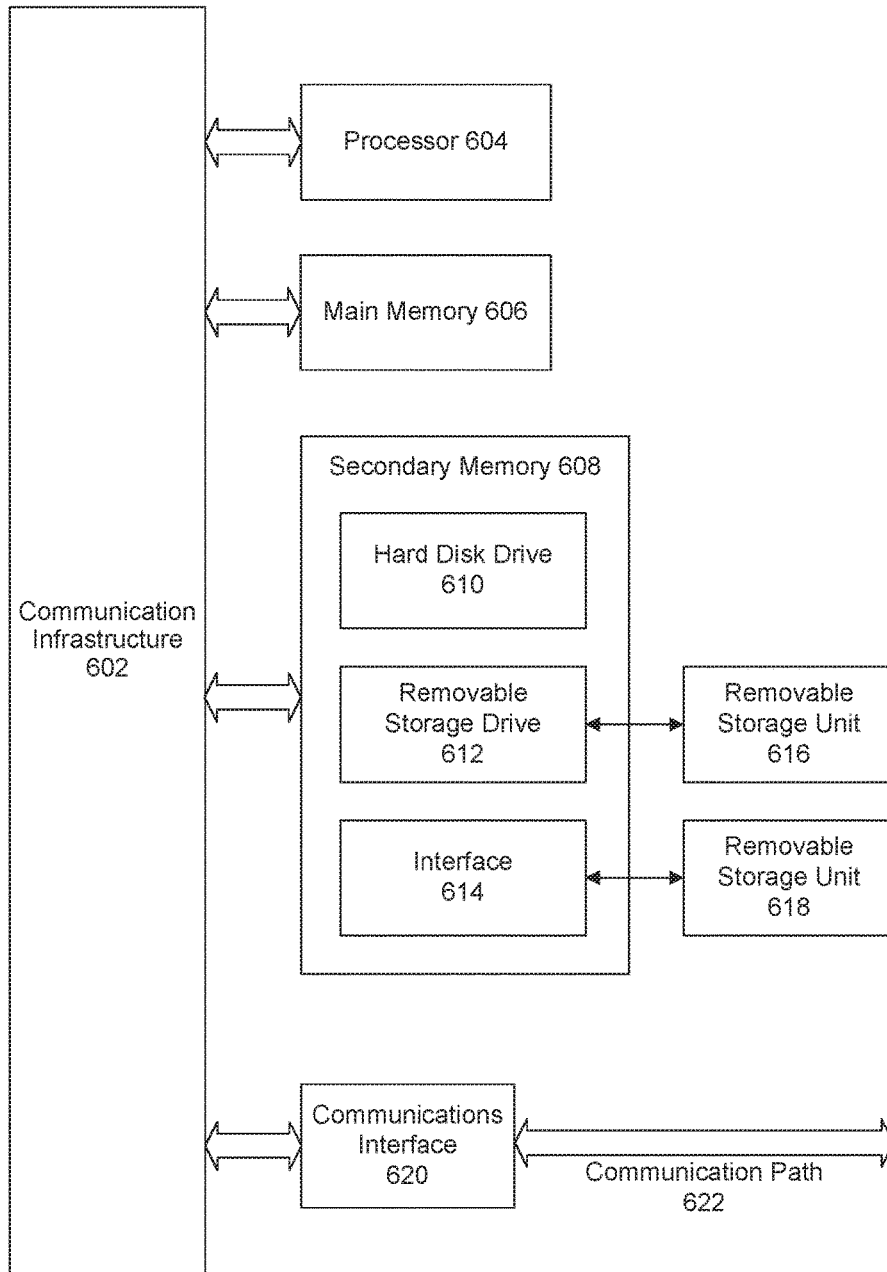 Processor 604
Main Memory 606
Secondary Memory 608
Hard Disk Drive
610
Communication
Infrastructure
602
Removable
Storage Drive
612
Removable
Storage Unit
616
Interface
614
Removable
Storage Unit
618
Communications
Interface
620
Communication Path
622